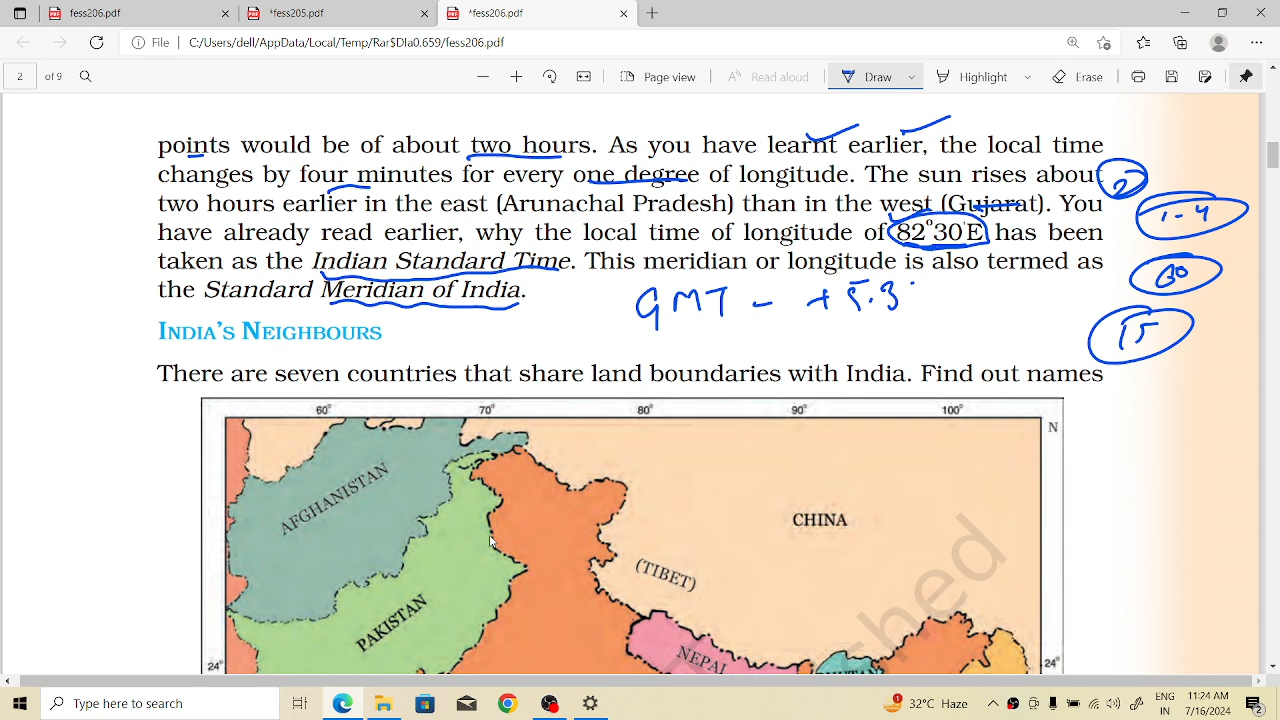 fess206.pdf
*fess205.pdf
*fess206.pdf
File
C:/Users/dell/AppData/Local/Temp/Rar$DIa0.659/fess206.pdf
2 of 9
Page view
Read aloud
Draw
Highlight
Erase
points would be of about two hours. As you have learnt earlier, the local time
changes by four minutes for every one degree of longitude. The sun rises about
two hours earlier in the east (Arunachal Pradesh) than in the west (Gujarat). You
have already read earlier, why the local time of longitude of 82°30'E has been
taken as the Indian Standard Time. This meridian or longitude is also termed as
the Standard Meridian of India.
2
1-4
60
15
GMT - +5.3
INDIA'S NEIGHBOURS
There are seven countries that share land boundaries with India. Find out names
60° 70° 80° 90° 100°
N
AFGHANISTAN
CHINA
(TIBET)
PAKISTAN
NEPAL
BHUTAN
24° 24°
shed
Type here to search
1
32°C Haze
ENG
IN
11:24 AM
7/16/2024
2